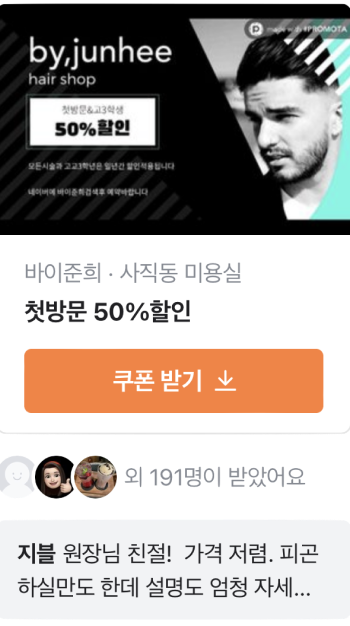 made with #PROMOTA
by,junhee
hair shop
첫방문&고3학생
50%할인
모든시술과 고교3학년은 일년간 할인적용됩니다
네이버에 바이준희검색후 예약바랍니다
바이준희 · 사직동 미용실
첫방문 50%할인
쿠폰 받기
외 191명이 받았어요
지블 원장님 친절! 가격 저렴. 피곤
하실만도 한데 설명도 엄청 자세...